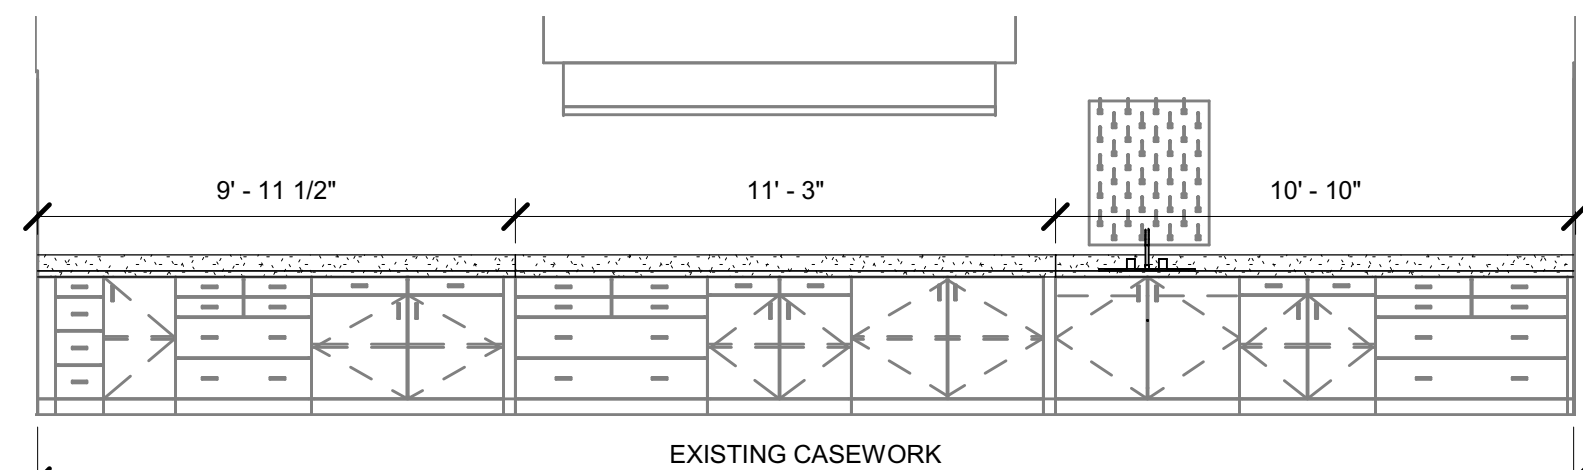 9' - 11 1/2"
11' - 3"
10' - 10"
EXISTING CASEWORK